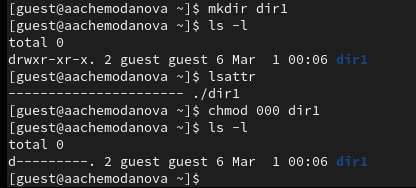 [guest@aachemodanova ~]$ mkdir dir1
[guest@aachemodanova ~]$ ls -l
total 0
drwxr-xr-x. 2 guest guest 6 Mar  1 00:06 dir1
[guest@aachemodanova ~]$ lsattr
---------------------- ./dir1
[guest@aachemodanova ~]$ chmod 000 dir1
[guest@aachemodanova ~]$ ls -l
total 0
d---------. 2 guest guest 6 Mar  1 00:06 dir1
[guest@aachemodanova ~]$